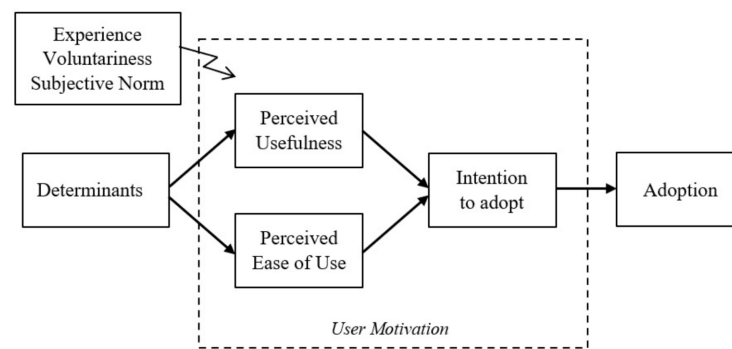 Experience
Voluntariness
Subjective Norm
Perceived
Usefulness
Determinants
Intention
to adopt
Adoption
Perceived
Ease of Use
User Motivation